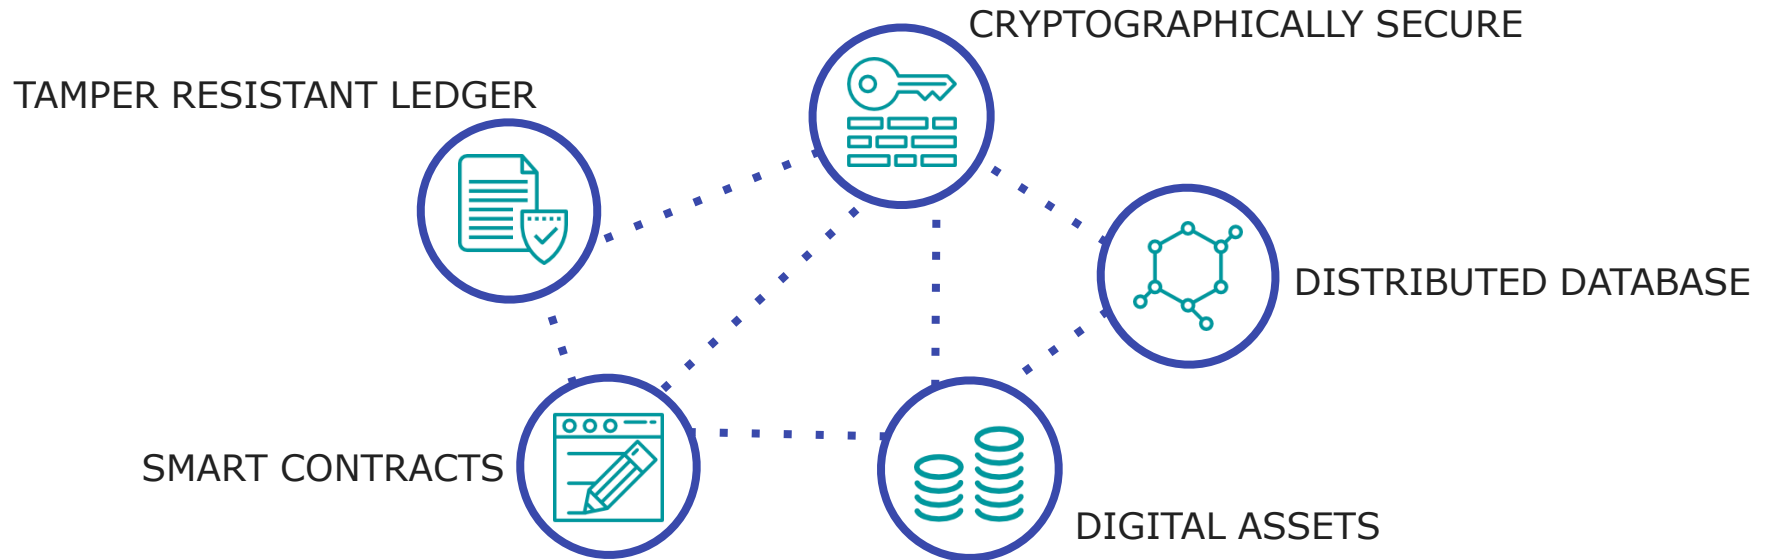 CRYPTOGRAPHICALLY SECURE
TAMPER RESISTANT LEDGER
DISTRIBUTED DATABASE
SMART CONTRACTS
DIGITAL ASSETS